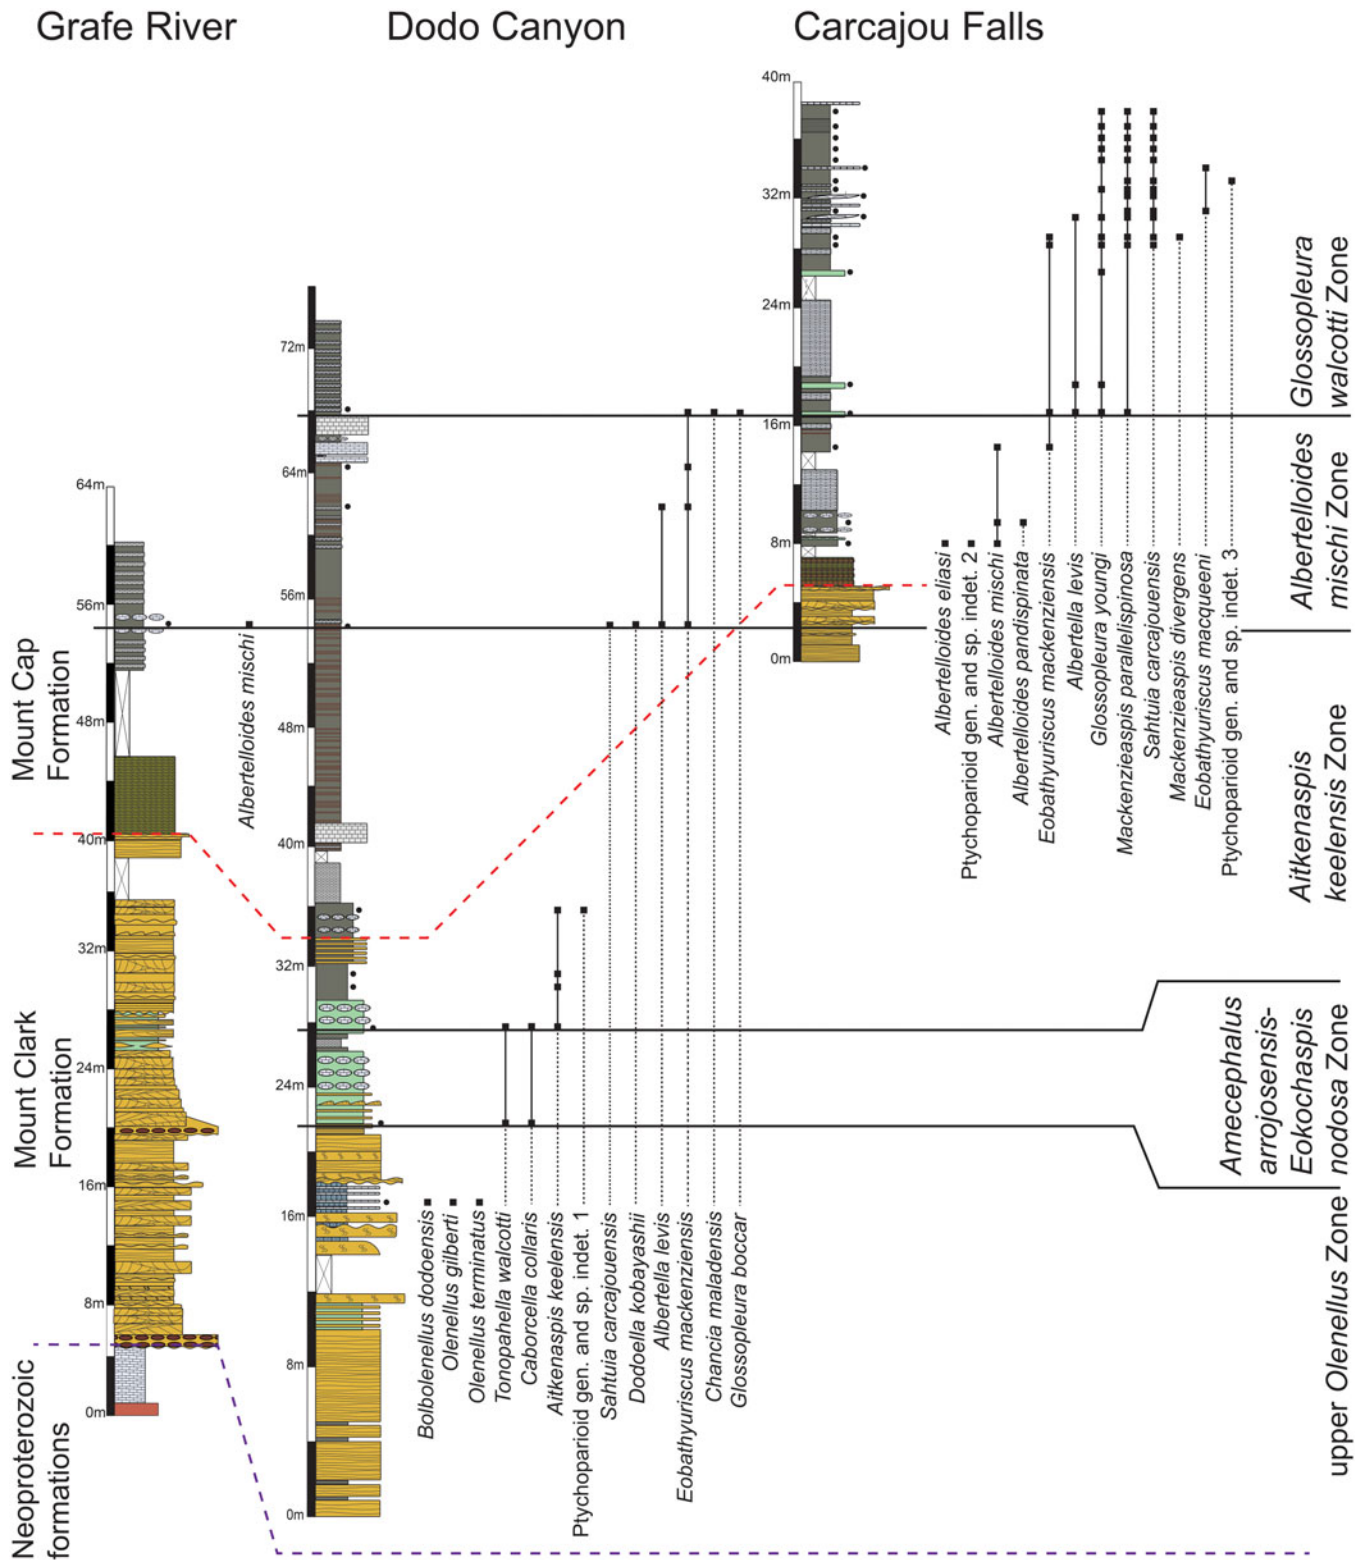 Grafe River
Dodo Canyon
Carcajou Falls
Mount Cap
Formation
Mount Clark
Formation
Neoproterozoic
formations
64m
56m
48m
40m
32m
24m
16m
8m
0m
Albertelloides mischi
72m
64m
56m
48m
40m
32m
24m
16m
8m
0m
Bolbolenellus dodoensis
Olenellus gilberti
Olenellus terminatus
Tonopahella walcotti
Caborcella collaris
Aitkenaspis keelensis
Ptychoparioid gen. and sp. indet. 1
Sahtuia carcajouensis
Dodoella kobayashii
Albertella levis
Eobathyuriscus mackenziensis
Chancia maladensis
Glossopleura boccar
40m
32m
24m
16m
8m
0m
Albertelloides eliasi
Ptychoparioid gen. and sp. indet. 2
Albertelloides mischi
Albertelloides pandispinata
Eobathyuriscus mackenziensis
Albertella levis
Glossopleura youngi
Mackenzieaspis parallelispinosa
Sahtuia carcajouensis
Mackenzieaspis divergens
Eobathyuriscus macqueeni
Ptychoparioid gen. and sp. indet. 3
Glossopleura
walcotti Zone
Albertelloides
mischi Zone
Aitkenaspis
keelensis Zone
Amecephalus
arrojosensis-
Eokochaspis
nodosa Zone
upper Olenellus Zone